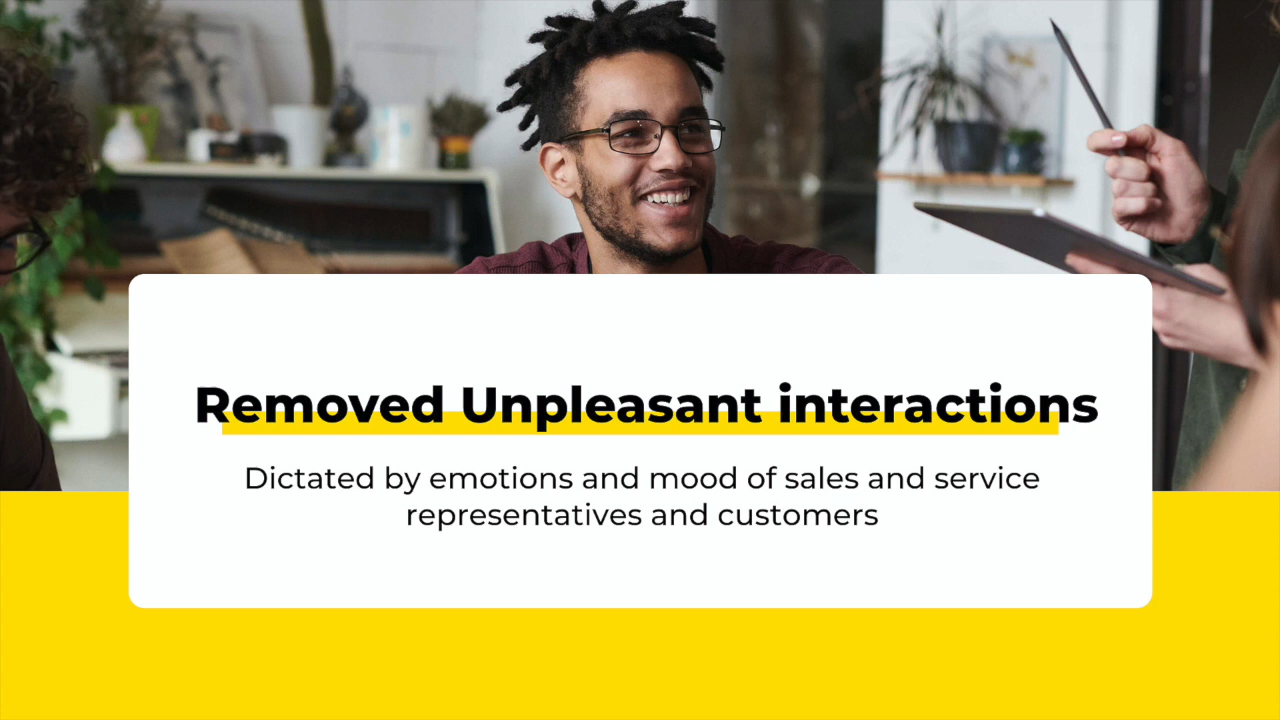 Removed Unpleasant interactions
Dictated by emotions and mood of sales and service
representatives and customers